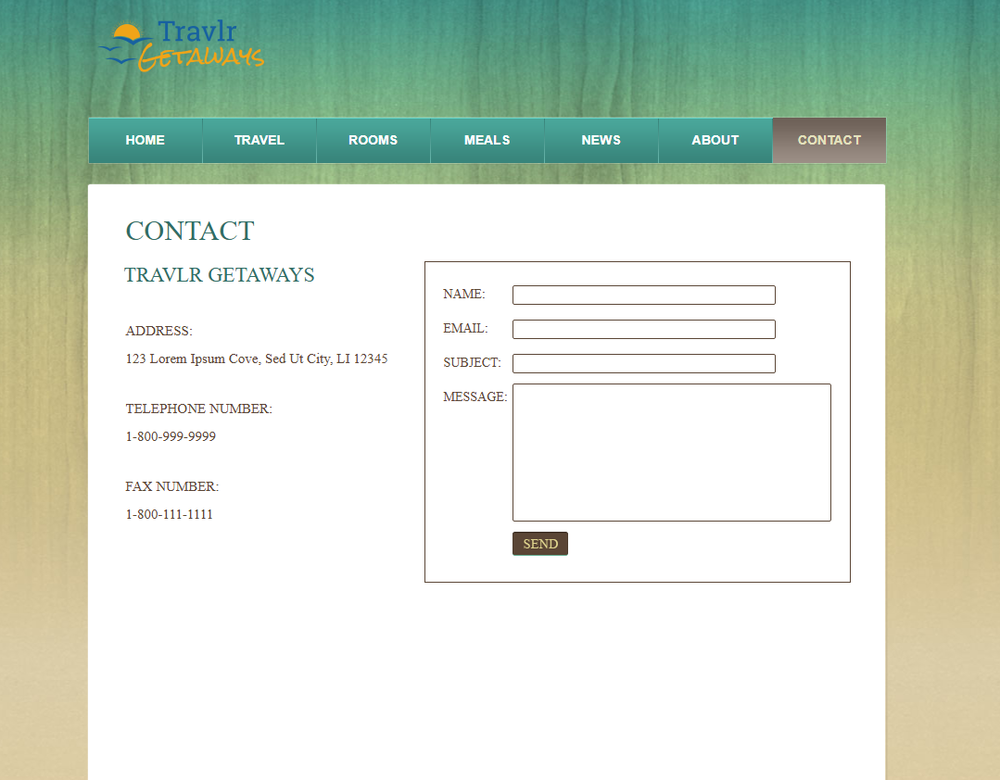 Travlr
Getaways
HOME TRAVEL ROOMS MEALS NEWS ABOUT CONTACT
CONTACT
TRAVLR GETAWAYS
ADDRESS:
123 Lorem Ipsum Cove, Sed Ut City, LI 12345
TELEPHONE NUMBER:
1-800-999-9999
FAX NUMBER:
1-800-111-1111
NAME:
EMAIL:
SUBJECT:
MESSAGE:
SEND